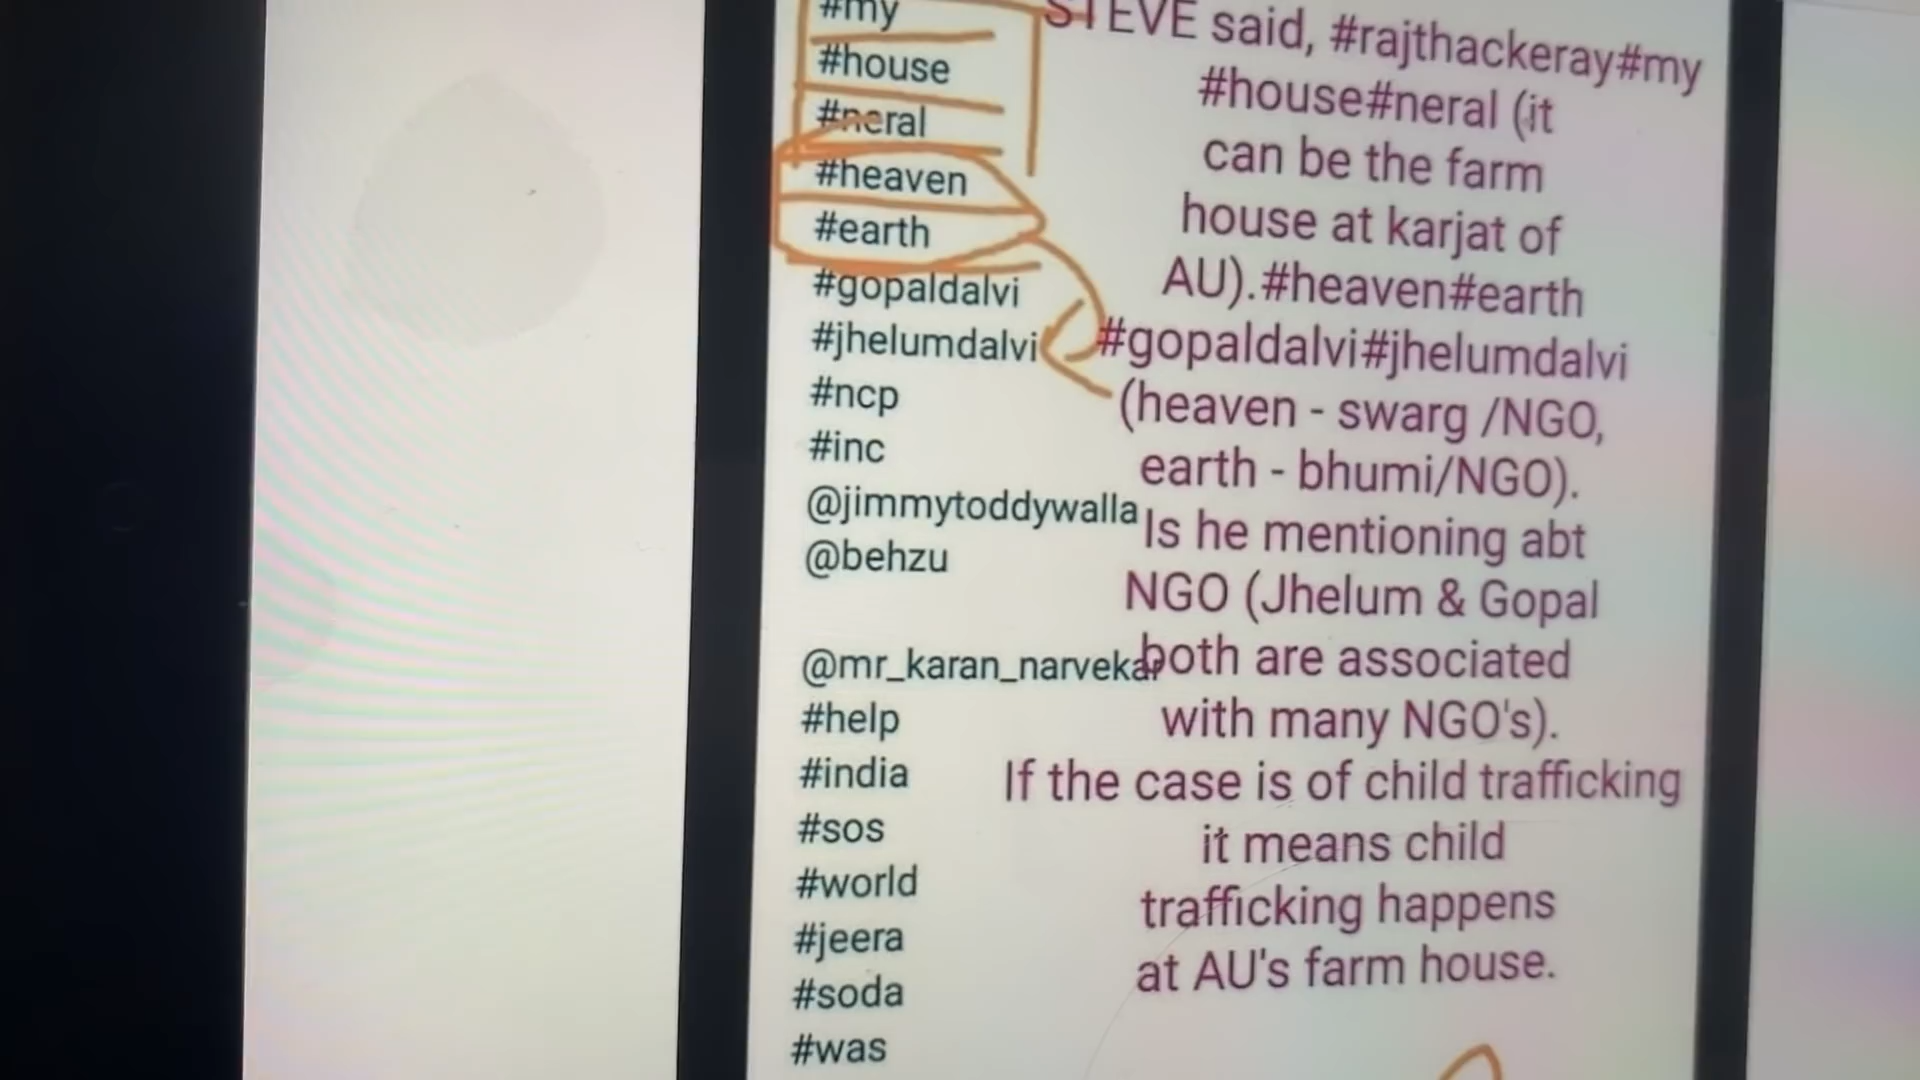 #my
#house
#neral
#heaven
#earth
#gopaldalvi
#jhelumdalvi
#ncp
#inc
@jimmytoddywalla
@behzu
@mr_karan_narvekar
#help
#india
#sos
#world
#jeera
#soda
#was
STEVE said, #rajthackeray#my
#house#neral (it
can be the farm
house at karjat of
AU).#heaven#earth
#gopaldalvi#jhelumdalvi
(heaven - swarg /NGO,
earth - bhumi/NGO).
Is he mentioning abt
NGO (Jhelum & Gopal
both are associated
with many NGO's).
If the case is of child trafficking
it means child
trafficking happens
at AU's farm house.